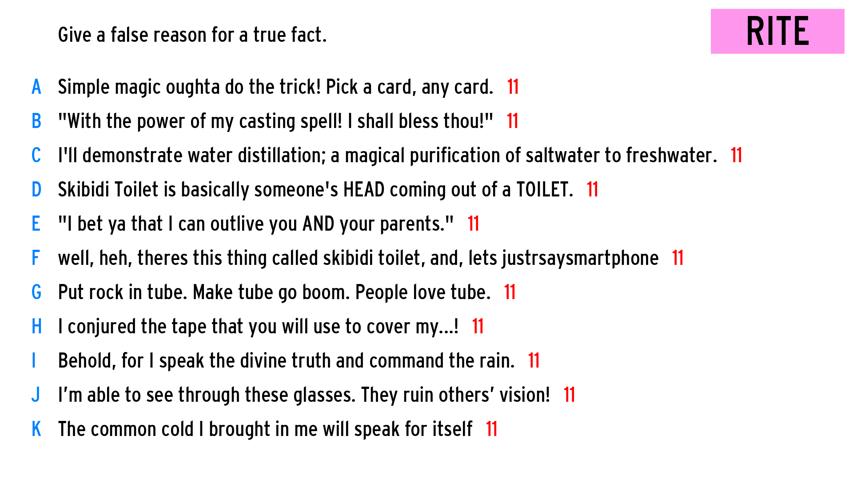 Give a false reason for a true fact.
RITE
A Simple magic oughta do the trick! Pick a card, any card. 11
B "With the power of my casting spell! I shall bless thou!" 11
C I'll demonstrate water distillation; a magical purification of saltwater to freshwater. 11
D Skibidi Toilet is basically someone's HEAD coming out of a TOILET. 11
E "I bet ya that I can outlive you AND your parents." 11
F well, heh, theres this thing called skibidi toilet, and, lets justrsaysmartphone 11
G Put rock in tube. Make tube go boom. People love tube. 11
H I conjured the tape that you will use to cover my...! 11
I Behold, for I speak the divine truth and command the rain. 11
J I’m able to see through these glasses. They ruin others’ vision! 11
K The common cold I brought in me will speak for itself 11